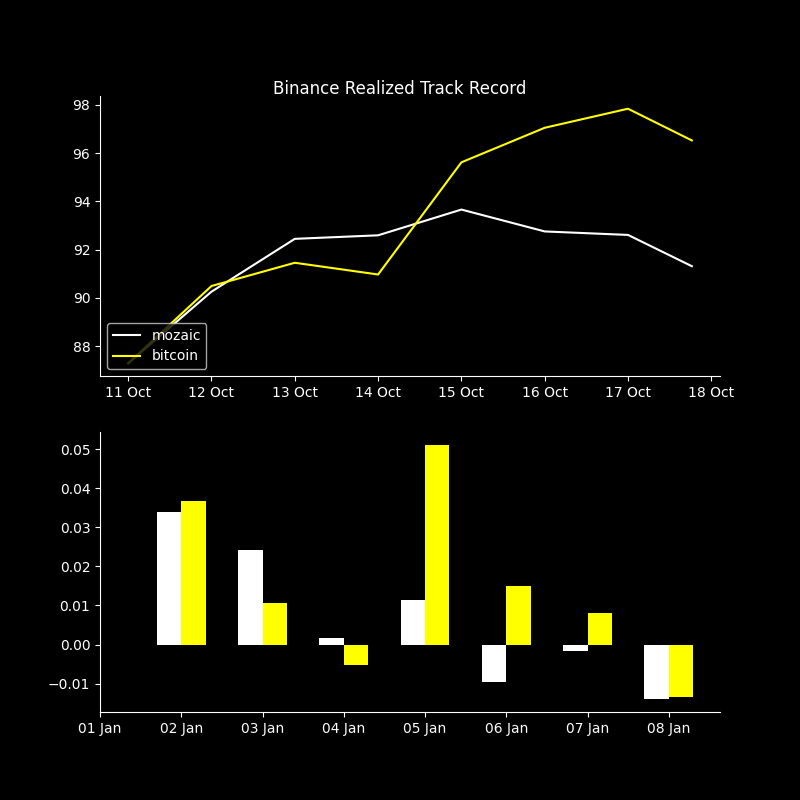 Binance Realized Track Record
98
96
94
92
90
88
mozaic
bitcoin
11 Oct 12 Oct 13 Oct 14 Oct 15 Oct 16 Oct 17 Oct 18 Oct
0.05
0.04
0.03
0.02
0.01
0.00
−0.01
01 Jan 02 Jan 03 Jan 04 Jan 05 Jan 06 Jan 07 Jan 08 Jan